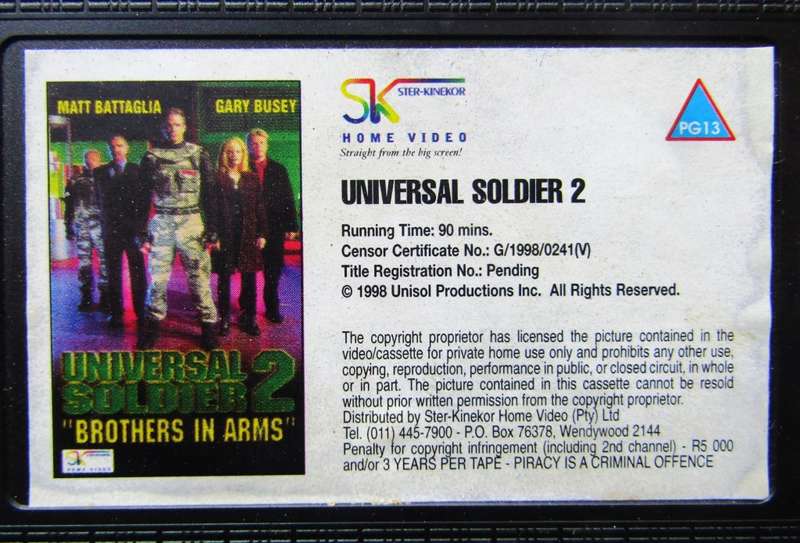 MATT BATTAGLIA GARY BUSEY
UNIVERSAL
SOLDIER 2
"BROTHERS IN ARMS"
SK
HOME VIDEO
SK STER-KINEKOR
HOME VIDEO
Straight from the big screen!
PG13
UNIVERSAL SOLDIER 2
Running Time: 90 mins.
Censor Certificate No.: G/1998/0241(V)
Title Registration No.: Pending
© 1998 Unisol Productions Inc. All Rights Reserved.
The copyright proprietor has licensed the picture contained in the
video/cassette for private home use only and prohibits any other use,
copying, reproduction, performance in public, or closed circuit, in whole
or in part. The picture contained in this cassette cannot be resold
without prior written permission from the copyright proprietor.
Distributed by Ster-Kinekor Home Video (Pty) Ltd
Tel. (011) 445-7900 - P.O. Box 76378, Wendywood 2144
Penalty for copyright infringement (including 2nd channel) - R5 000
and/or 3 YEARS PER TAPE - PIRACY IS A CRIMINAL OFFENCE